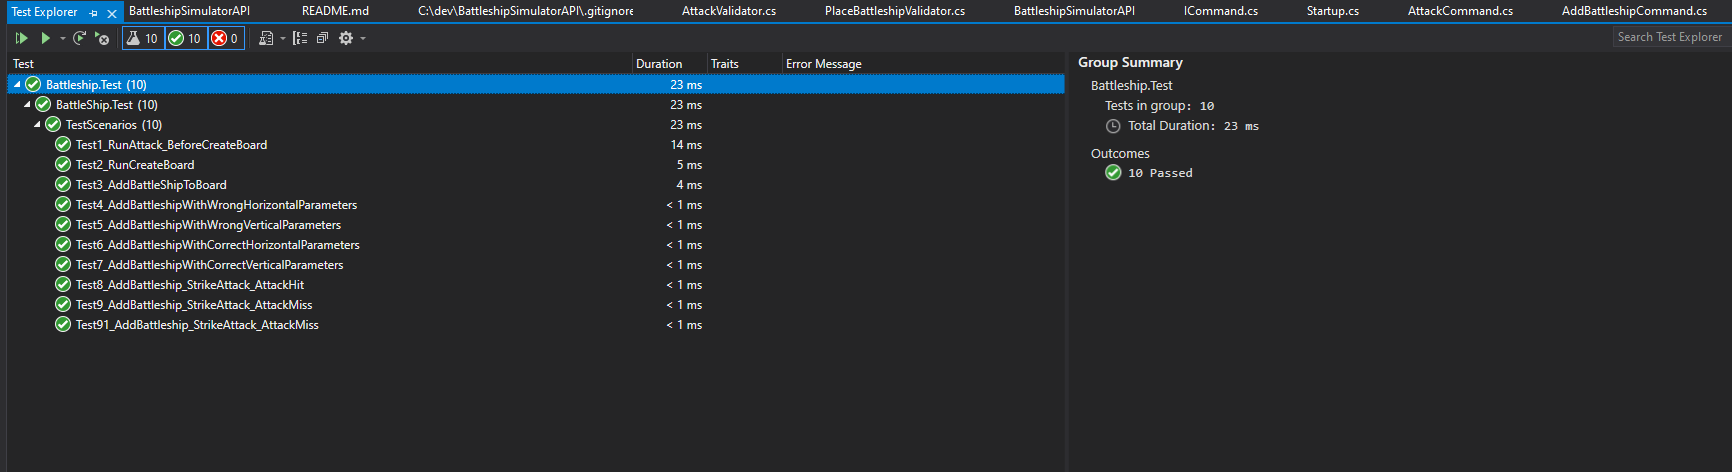 Test Explorer BattleshipSimulatorAPI README.md C:\dev\BattleshipSimulatorAPI\.gitignore AttackValidator.cs PlaceBattleshipValidator.cs BattleshipSimulatorAPI ICommand.cs Startup.cs AttackCommand.cs AddBattleshipCommand.cs
10 10 0 Search Test Explorer
Test Duration Traits Error Message
Battleship.Test (10) 23 ms
BattleShip.Test (10) 23 ms
TestScenarios (10) 23 ms
Test1_RunAttack_BeforeCreateBoard 14 ms
Test2_RunCreateBoard 5 ms
Test3_AddBattleShipToBoard 4 ms
Test4_AddBattleshipWithWrongHorizontalParameters < 1 ms
Test5_AddBattleshipWithWrongVerticalParameters < 1 ms
Test6_AddBattleshipWithCorrectHorizontalParameters < 1 ms
Test7_AddBattleshipWithCorrectVerticalParameters < 1 ms
Test8_AddBattleship_StrikeAttack_AttackHit < 1 ms
Test9_AddBattleship_StrikeAttack_AttackMiss < 1 ms
Test91_AddBattleship_StrikeAttack_AttackMiss < 1 ms
Group Summary
Battleship.Test
Tests in group: 10
Total Duration: 23 ms
Outcomes
10 Passed